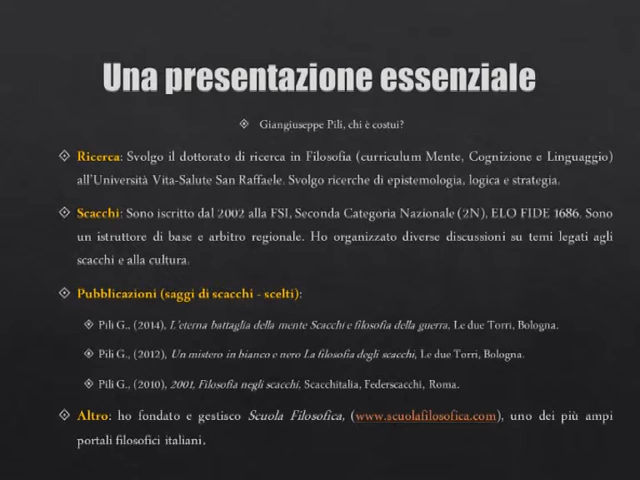 Una presentazione essenziale
Giangiuseppe Pili, chi è costui?
Ricerca: Svolgo il dottorato di ricerca in Filosofia (curriculum Mente, Cognizione e Linguaggio)
all'Università Vita-Salute San Raffaele. Svolgo ricerche di epistemologia, logica e strategia.
Scacchi: Sono iscritto dal 2002 alla FSI, Seconda Categoria Nazionale (2N), ELO FIDE 1686. Sono
un istruttore di base e arbitro regionale. Ho organizzato diverse discussioni su temi legati agli
scacchi e alla cultura.
Pubblicazioni (saggi di scacchi - scelti):
Pili G., (2014), L'eterna battaglia della mente Scacchi e filosofia della guerra, Le due Torri, Bologna.
Pili G., (2012), Un mistero in bianco e nero La filosofia degli scacchi, Le due Torri, Bologna.
Pili G., (2010), 2001, Filosofia negli scacchi, Scacchitalia, Federscacchi, Roma.
Altro: ho fondato e gestisco Scuola Filosofica, (www.scuolafilosofica.com), uno dei più ampi
portali filosofici italiani.